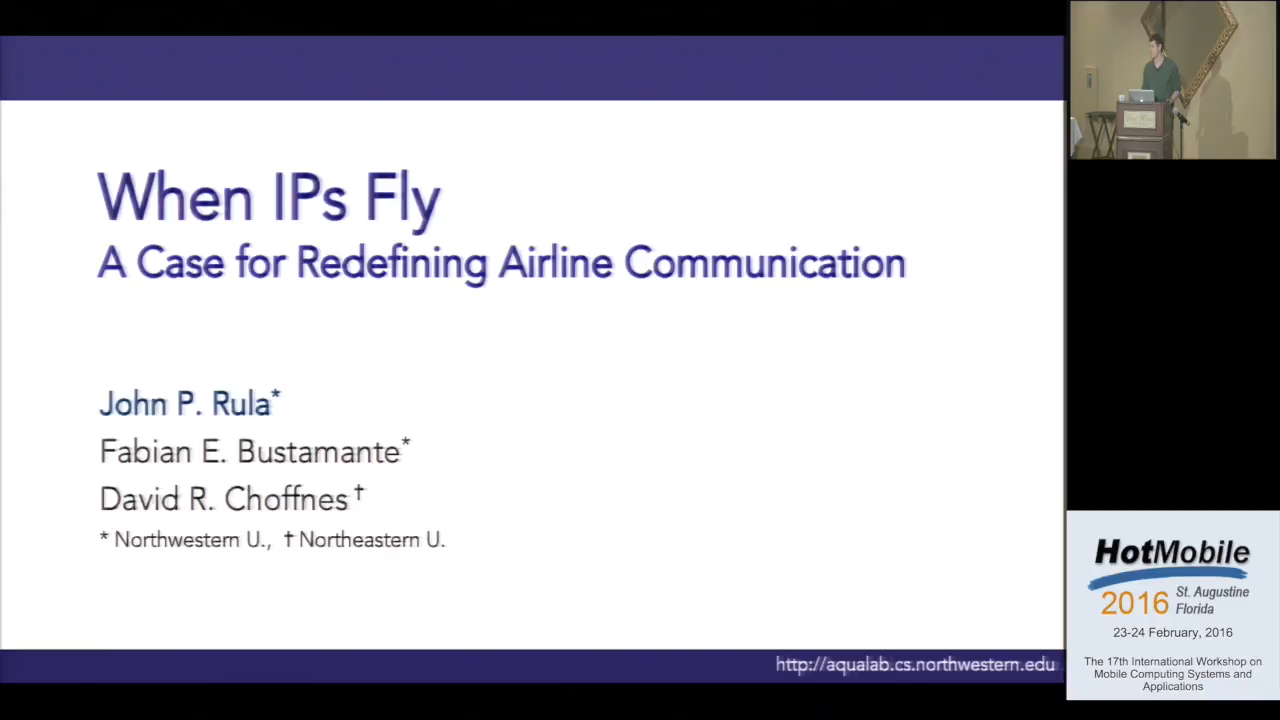 When IPs Fly
A Case for Redefining Airline Communication
John P. Rula*
Fabian E. Bustamante*
David R. Choffnes†
* Northwestern U., † Northeastern U.
http://aqualab.cs.northwestern.edu
HotMobile
2016 St. Augustine
Florida
23-24 February, 2016
The 17th International Workshop on
Mobile Computing Systems and
Applications